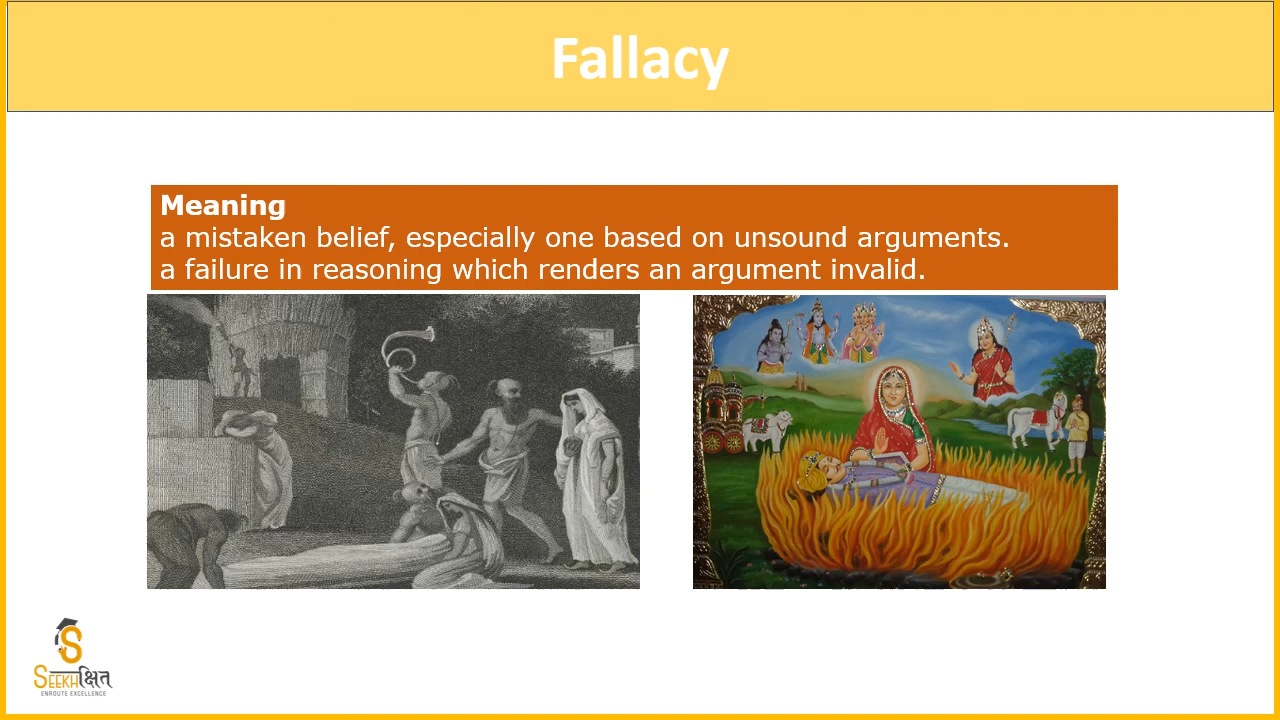 Fallacy
Meaning
a mistaken belief, especially one based on unsound arguments.
a failure in reasoning which renders an argument invalid.
SEEKHक्षित्
ENROUTE EXCELLENCE